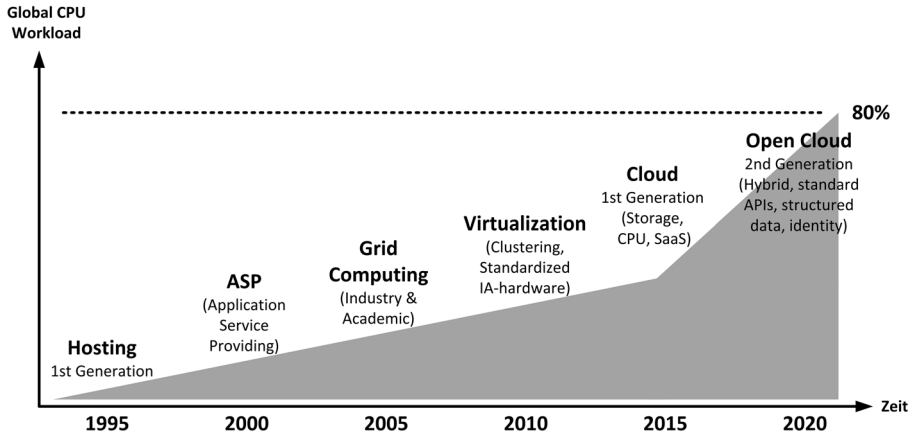 Global CPU
Workload
80%
Open Cloud
2nd Generation
(Hybrid, standard
APIs, structured
data, identity)
Cloud
1st Generation
(Storage,
CPU, SaaS)
Virtualization
(Clustering,
Standardized
IA-hardware)
Grid
Computing
(Industry &
Academic)
ASP
(Application
Service
Providing)
Hosting
1st Generation
Zeit
1995 2000 2005 2010 2015 2020